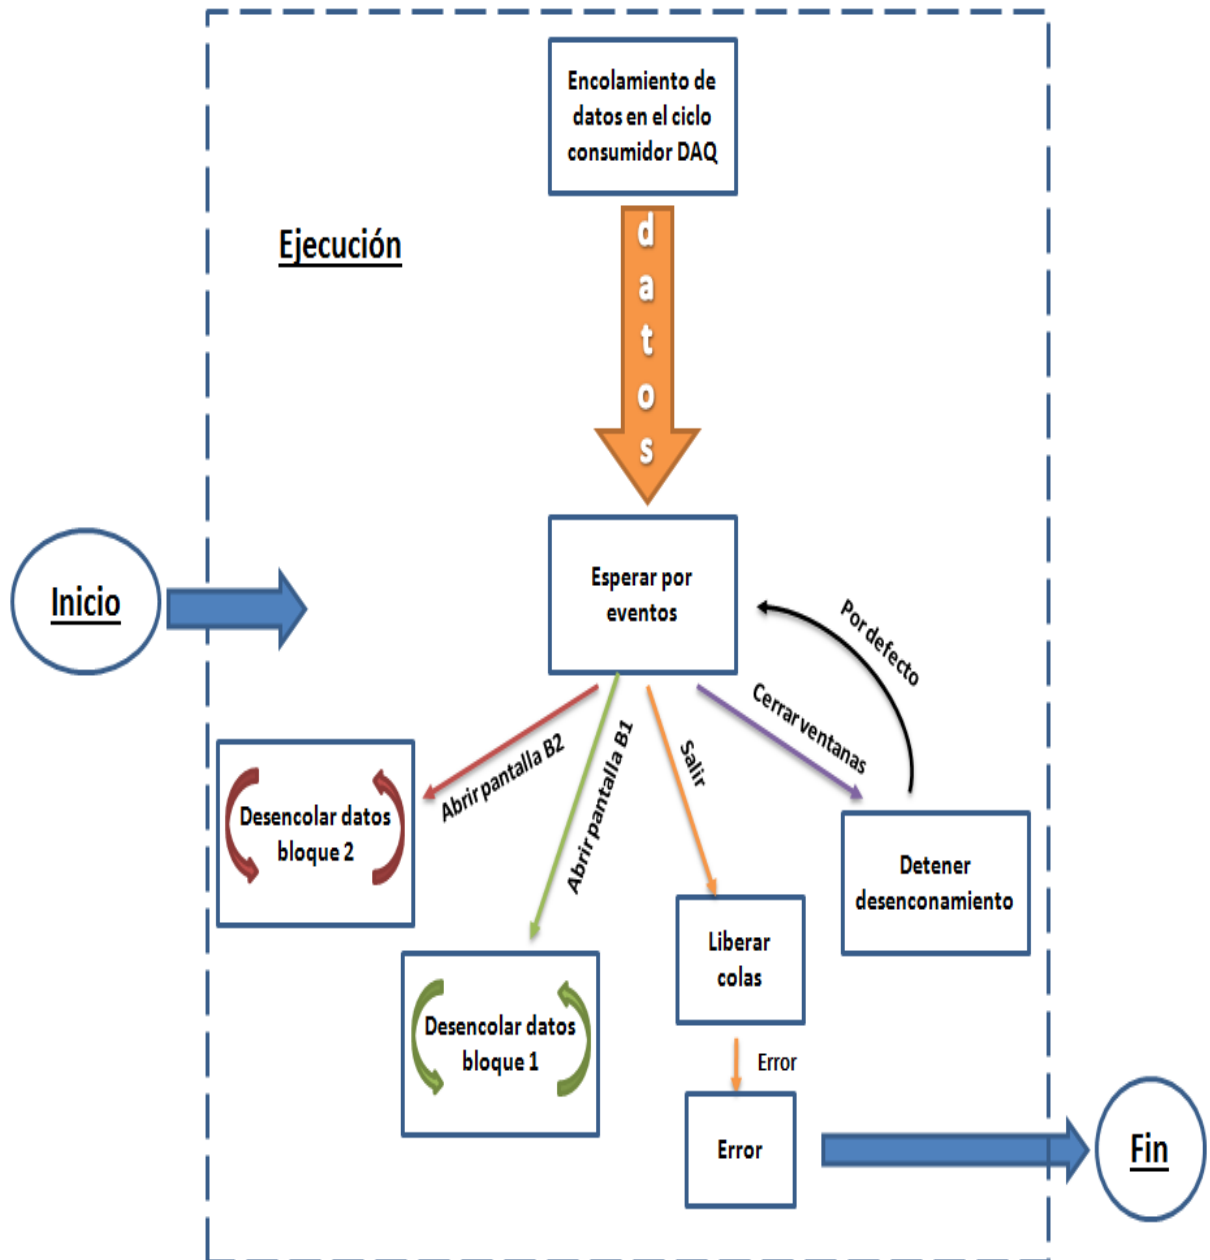 Encolamiento de
datos en el ciclo
consumidor DAQ
datos
Ejecución
Inicio
Esperar por
eventos
Por defecto
Cerrar ventanas
Salir
Abrir pantalla B1
Abrir pantalla B2
Desencolar datos
bloque 2
Detener
desenconamiento
Liberar
colas
Desencolar datos
bloque 1
Error
Error
Fin